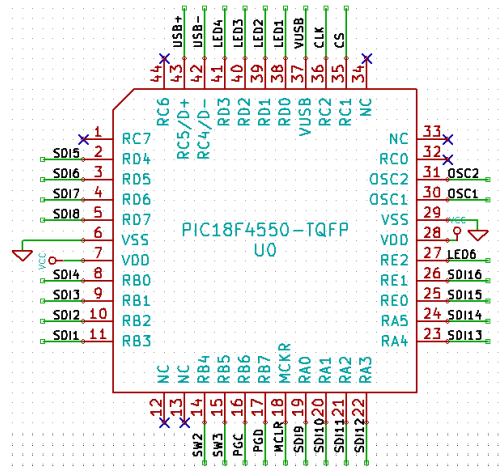 USB+
USB-
LED4
LED3
LED2
LED1
VUSB
CLK
CS
44
43
42
41
40
39
38
37
36
35
34
RC6
RC5/D+
RC4/D-
RD3
RD2
RD1
RD0
VUSB
RC2
RC1
NC
1 RC7
SDI5 2 RD4
SDI6 3 RD5
SDI7 4 RD6
SDI8 5 RD7
6 VSS
VCC 7 VDD
SDI4 8 RB0
SDI3 9 RB1
SDI2 10 RB2
SDI1 11 RB3
PIC18F4550-TQFP
U0
NC 33
RC0 32
OSC2 31 OSC2
OSC1 30 OSC1
VSS 29
VDD 28 VCC
RE2 27 LED6
RE1 26 SDI16
RE0 25 SDI15
RA5 24 SDI14
RA4 23 SDI13
NC
NC
RB4
RB5
RB6
RB7
MCKR
RA0
RA1
RA2
RA3
12
13
14
15
16
17
18
19
20
21
22
SW2
SW3
PGC
PGD
MCLR
SDI9
SDI10
SDI11
SDI12